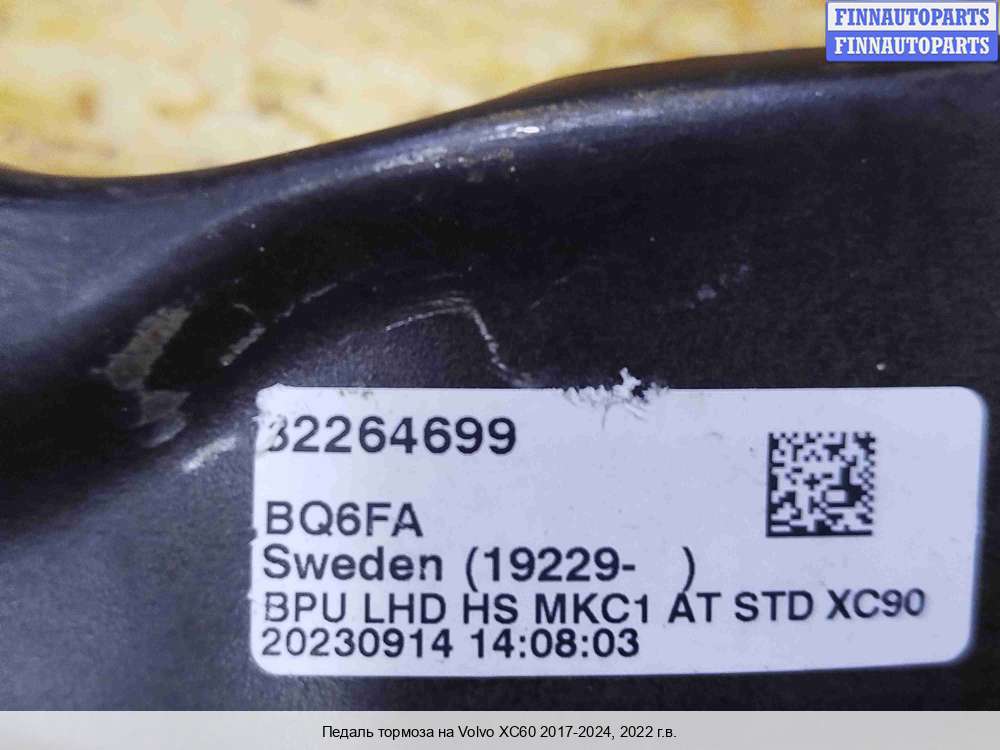 FINNAUTOPARTS
FINNAUTOPARTS
32264699
BQ6FA
Sweden (19229-   )
BPU LHD HS MKC1 AT STD XC90
20230914 14:08:03
Педаль тормоза на Volvo XC60 2017-2024, 2022 г.в.